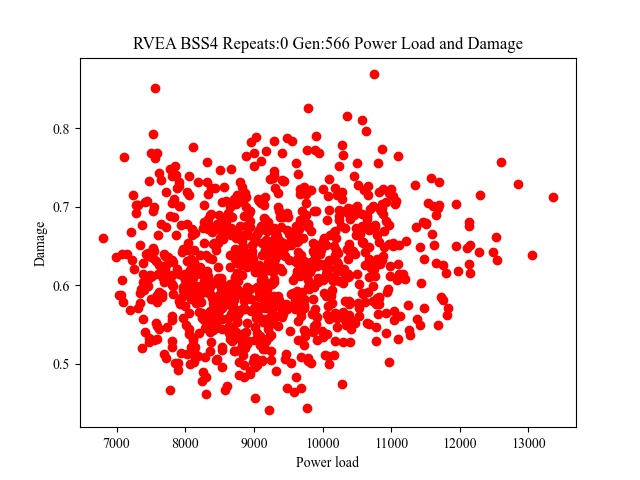 RVEA BSS4 Repeats:0 Gen:566 Power Load and Damage
0.8
0.7
0.6
0.5
Damage
7000 8000 9000 10000 11000 12000 13000
Power load